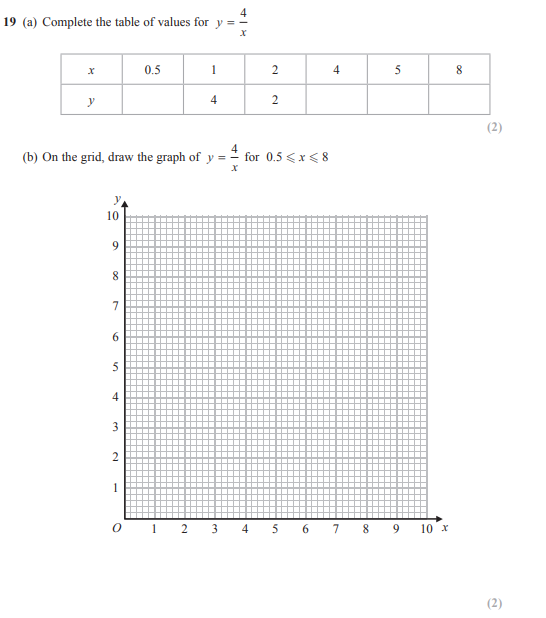 19 (a) Complete the table of values for y = 4/x
x 0.5 1 2 4 5 8
y 4 2
(2)
(b) On the grid, draw the graph of y = 4/x for 0.5 ⩽ x ⩽ 8
y
10
9
8
7
6
5
4
3
2
1
O 1 2 3 4 5 6 7 8 9 10 x
(2)